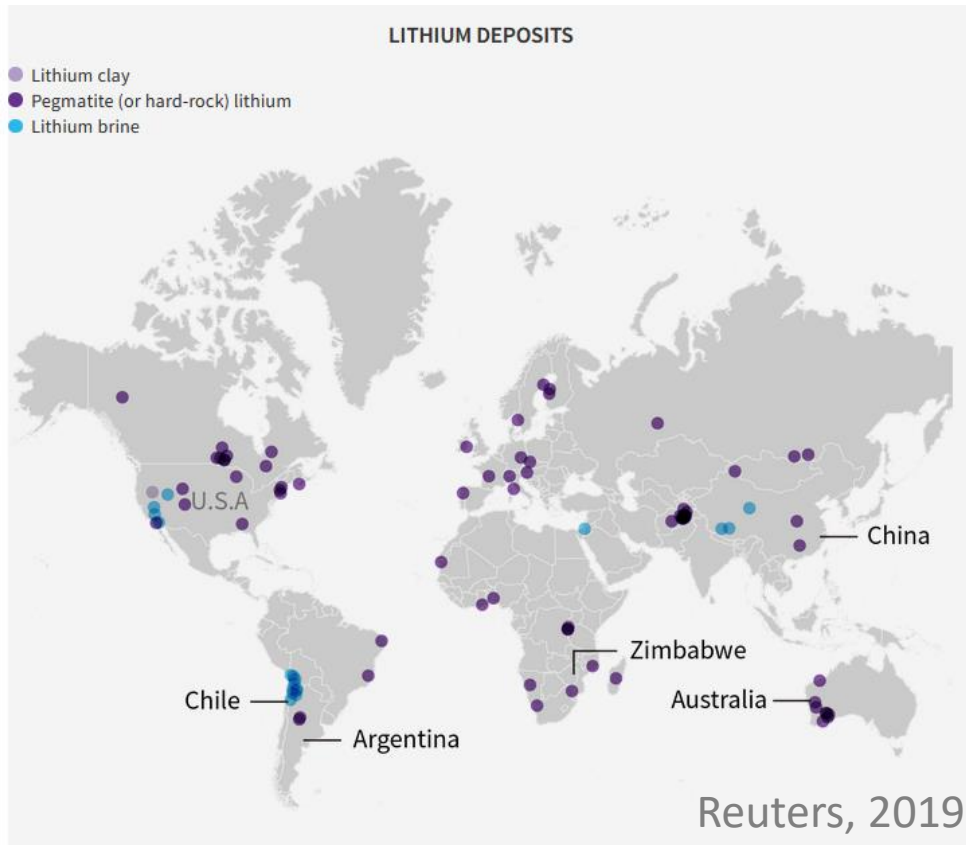 LITHIUM DEPOSITS
Lithium clay
Pegmatite (or hard-rock) lithium
Lithium brine
U.S.A
China
Zimbabwe
Chile
Australia
Argentina
Reuters, 2019